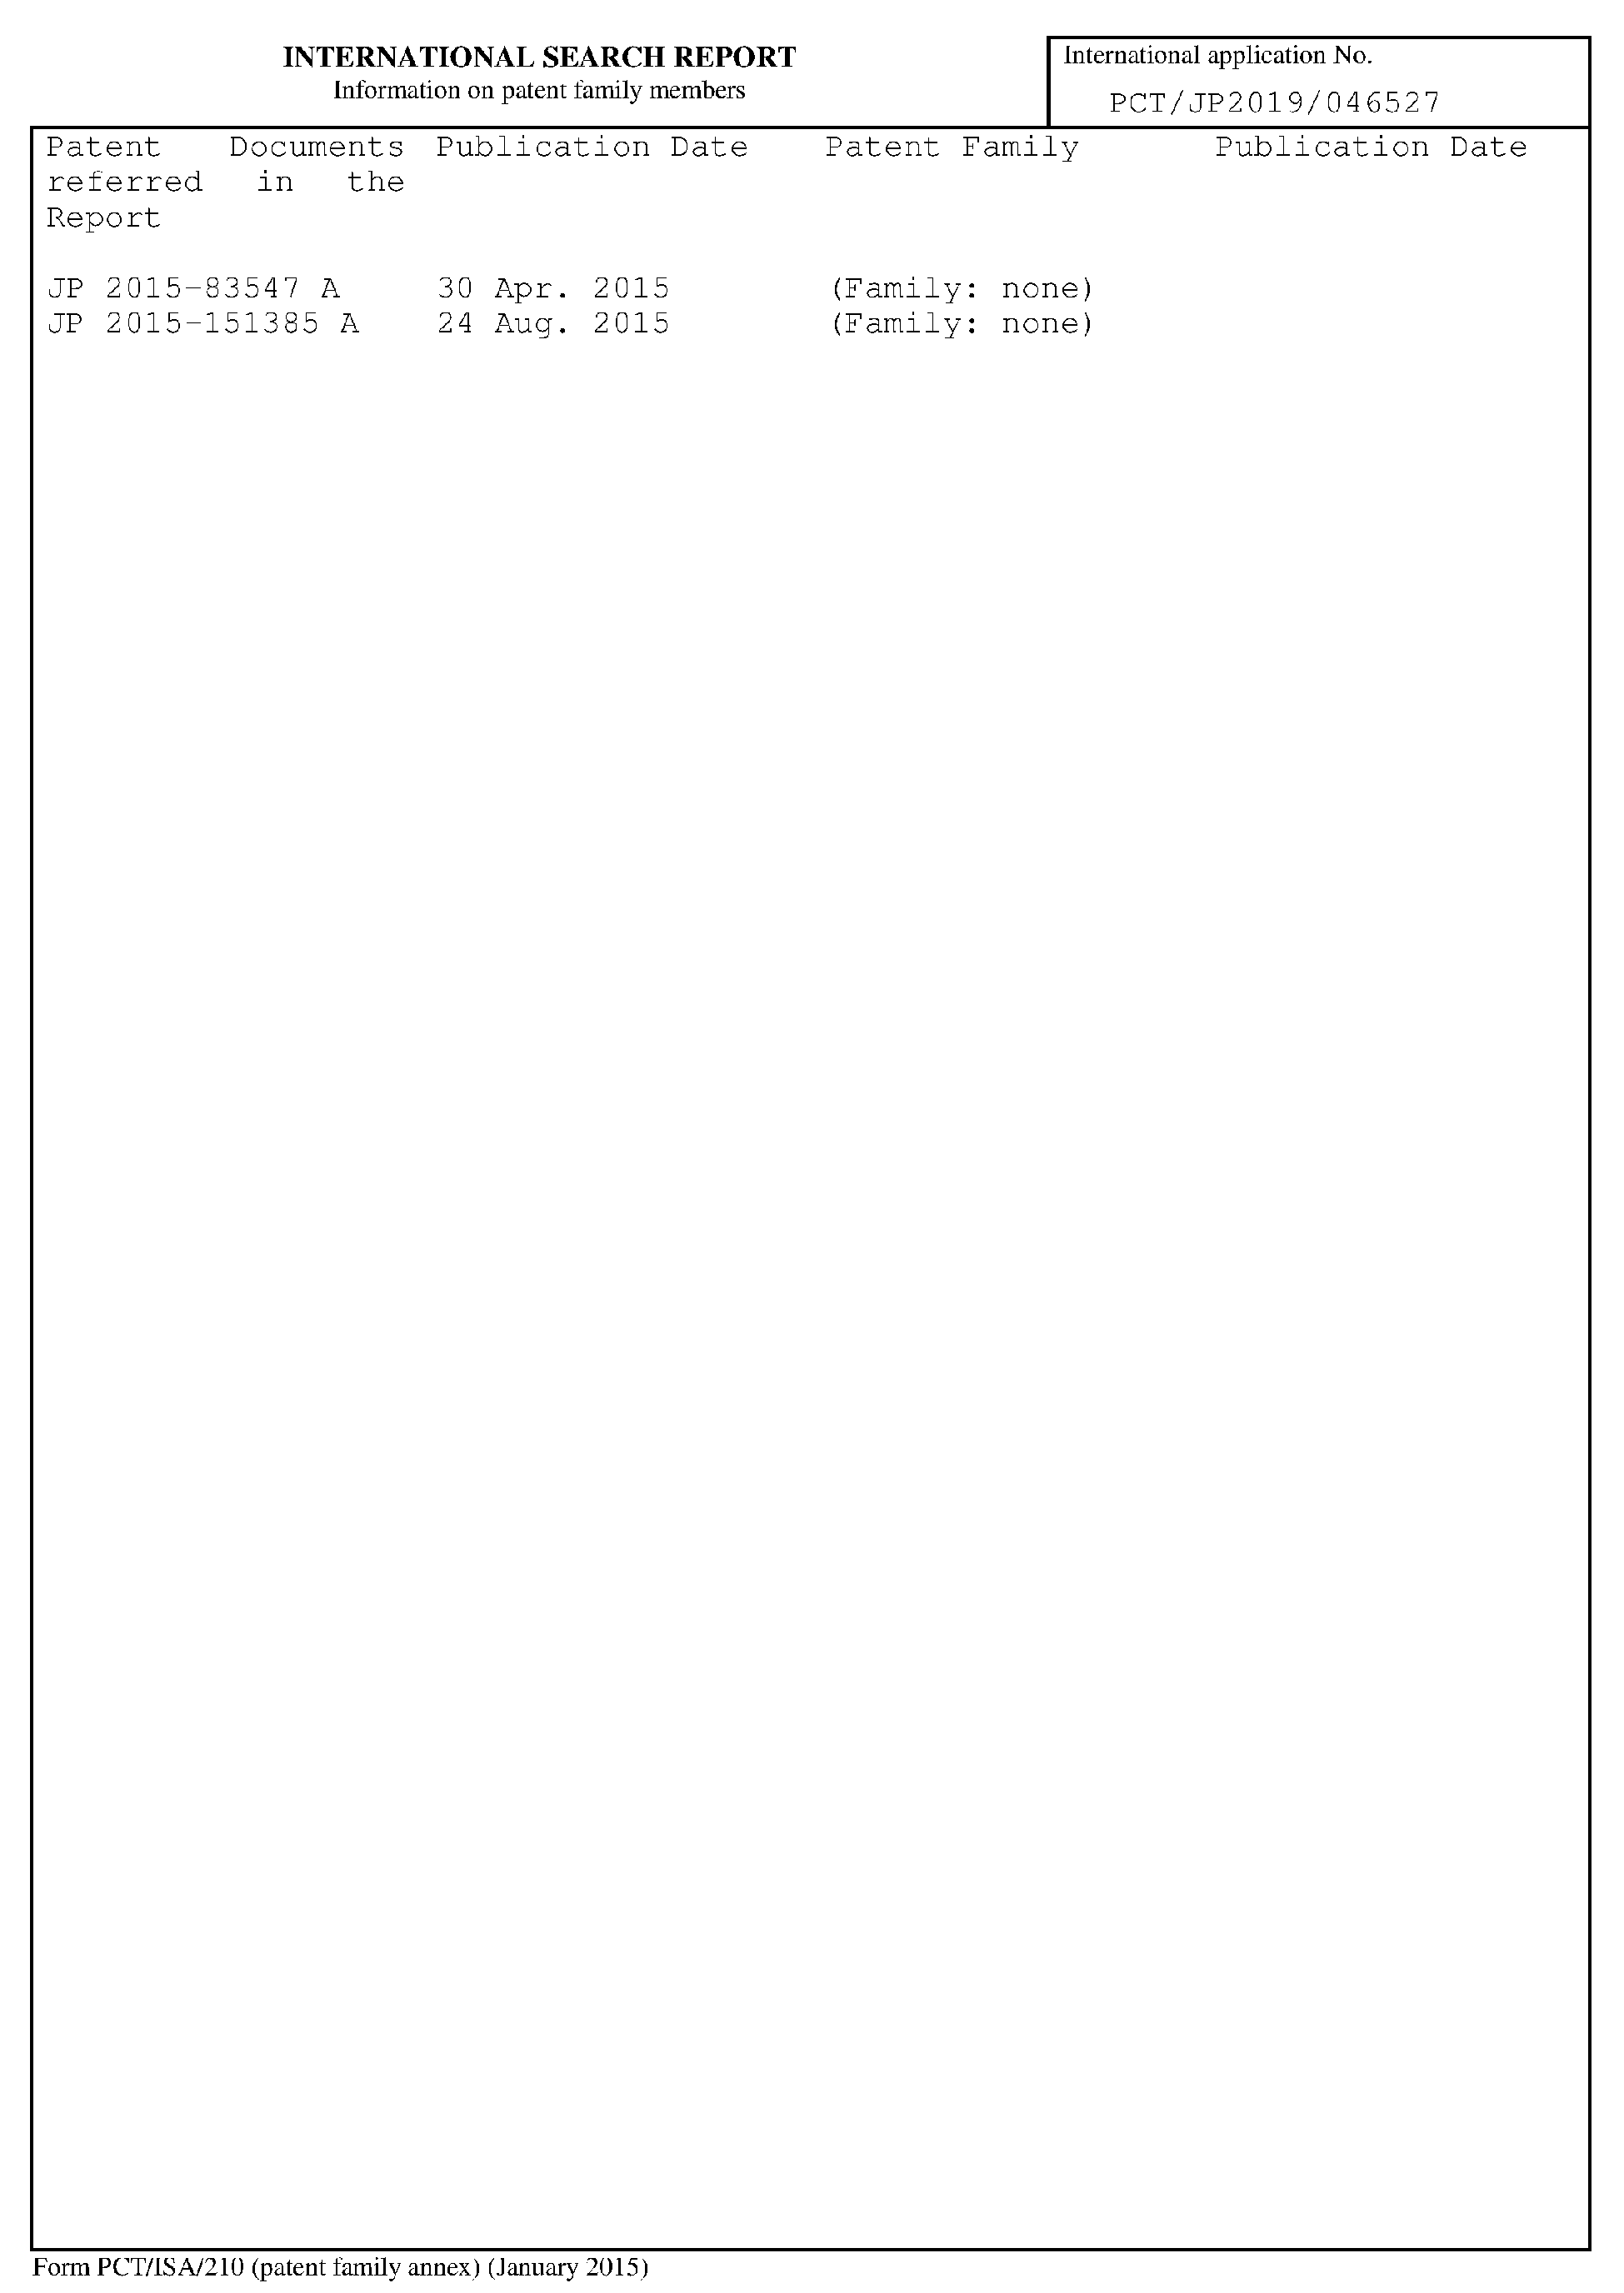 INTERNATIONAL SEARCH REPORT
Information on patent family members
International application No.
PCT/JP2019/046527
Patent Documents referred in the Report Publication Date Patent Family Publication Date
JP 2015-83547 A 30 Apr. 2015 (Family: none)
JP 2015-151385 A 24 Aug. 2015 (Family: none)
Form PCT/ISA/210 (patent family annex) (January 2015)